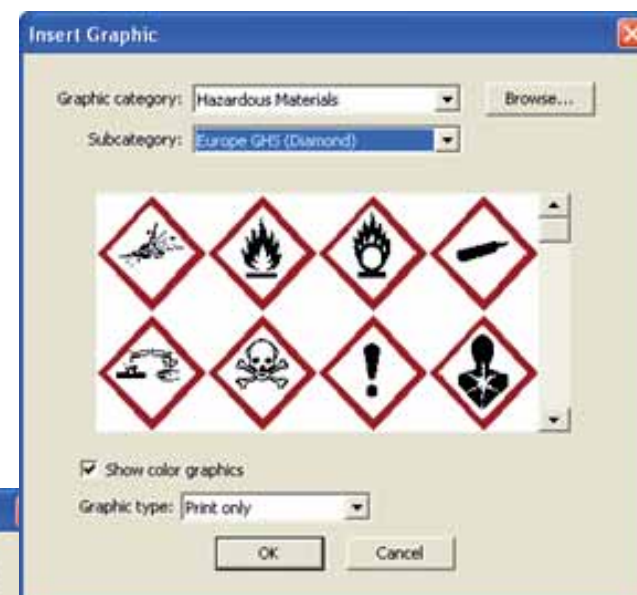 Insert Graphic
Graphic category: Hazardous Materials Browse...
Subcategory: Europe GHS (Diamond)
Show color graphics
Graphic type: Print only
OK Cancel